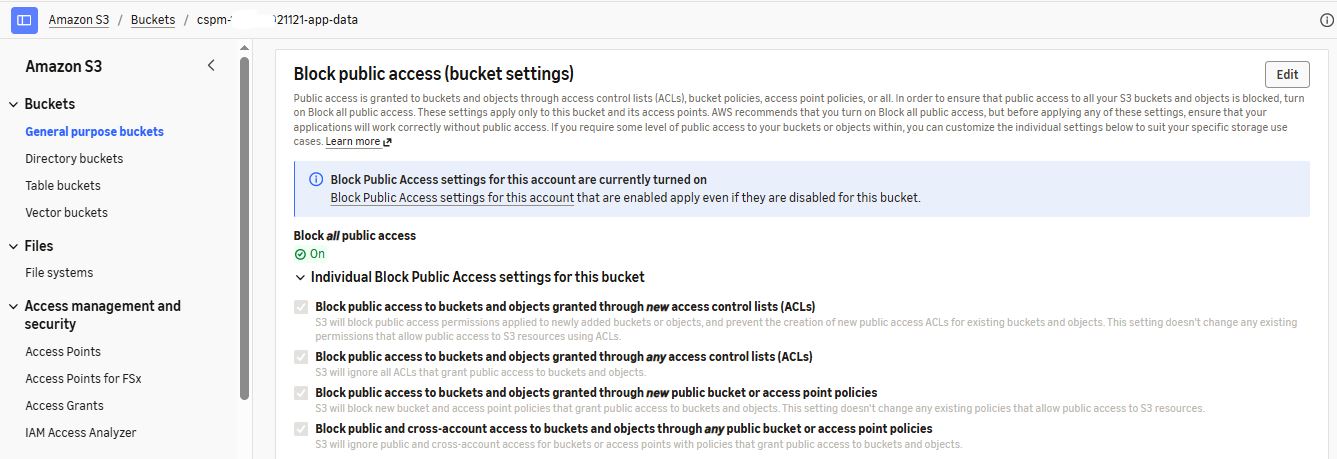 Amazon S3 / Buckets / cspm- 21121-app-data
Amazon S3
Buckets
General purpose buckets
Directory buckets
Table buckets
Vector buckets
Files
File systems
Access management and
security
Access Points
Access Points for FSx
Access Grants
IAM Access Analyzer
Block public access (bucket settings)
Edit
Public access is granted to buckets and objects through access control lists (ACLs), bucket policies, access point policies, or all. In order to ensure that public access to all your S3 buckets and objects is blocked, turn
on Block all public access. These settings apply only to this bucket and its access points. AWS recommends that you turn on Block all public access, but before applying any of these settings, ensure that your
applications will work correctly without public access. If you require some level of public access to your buckets or objects within, you can customize the individual settings below to suit your specific storage use
cases. Learn more
Block Public Access settings for this account are currently turned on
Block Public Access settings for this account that are enabled apply even if they are disabled for this bucket.
Block all public access
On
Individual Block Public Access settings for this bucket
Block public access to buckets and objects granted through new access control lists (ACLs)
S3 will block public access permissions applied to newly added buckets or objects, and prevent the creation of new public access ACLs for existing buckets and objects. This setting doesn't change any existing
permissions that allow public access to S3 resources using ACLs.
Block public access to buckets and objects granted through any access control lists (ACLs)
S3 will ignore all ACLs that grant public access to buckets and objects.
Block public access to buckets and objects granted through new public bucket or access point policies
S3 will block new bucket and access point policies that grant public access to buckets and objects. This setting doesn't change any existing policies that allow public access to S3 resources.
Block public and cross-account access to buckets and objects through any public bucket or access point policies
S3 will ignore public and cross-account access for buckets or access points with policies that grant public access to buckets and objects.